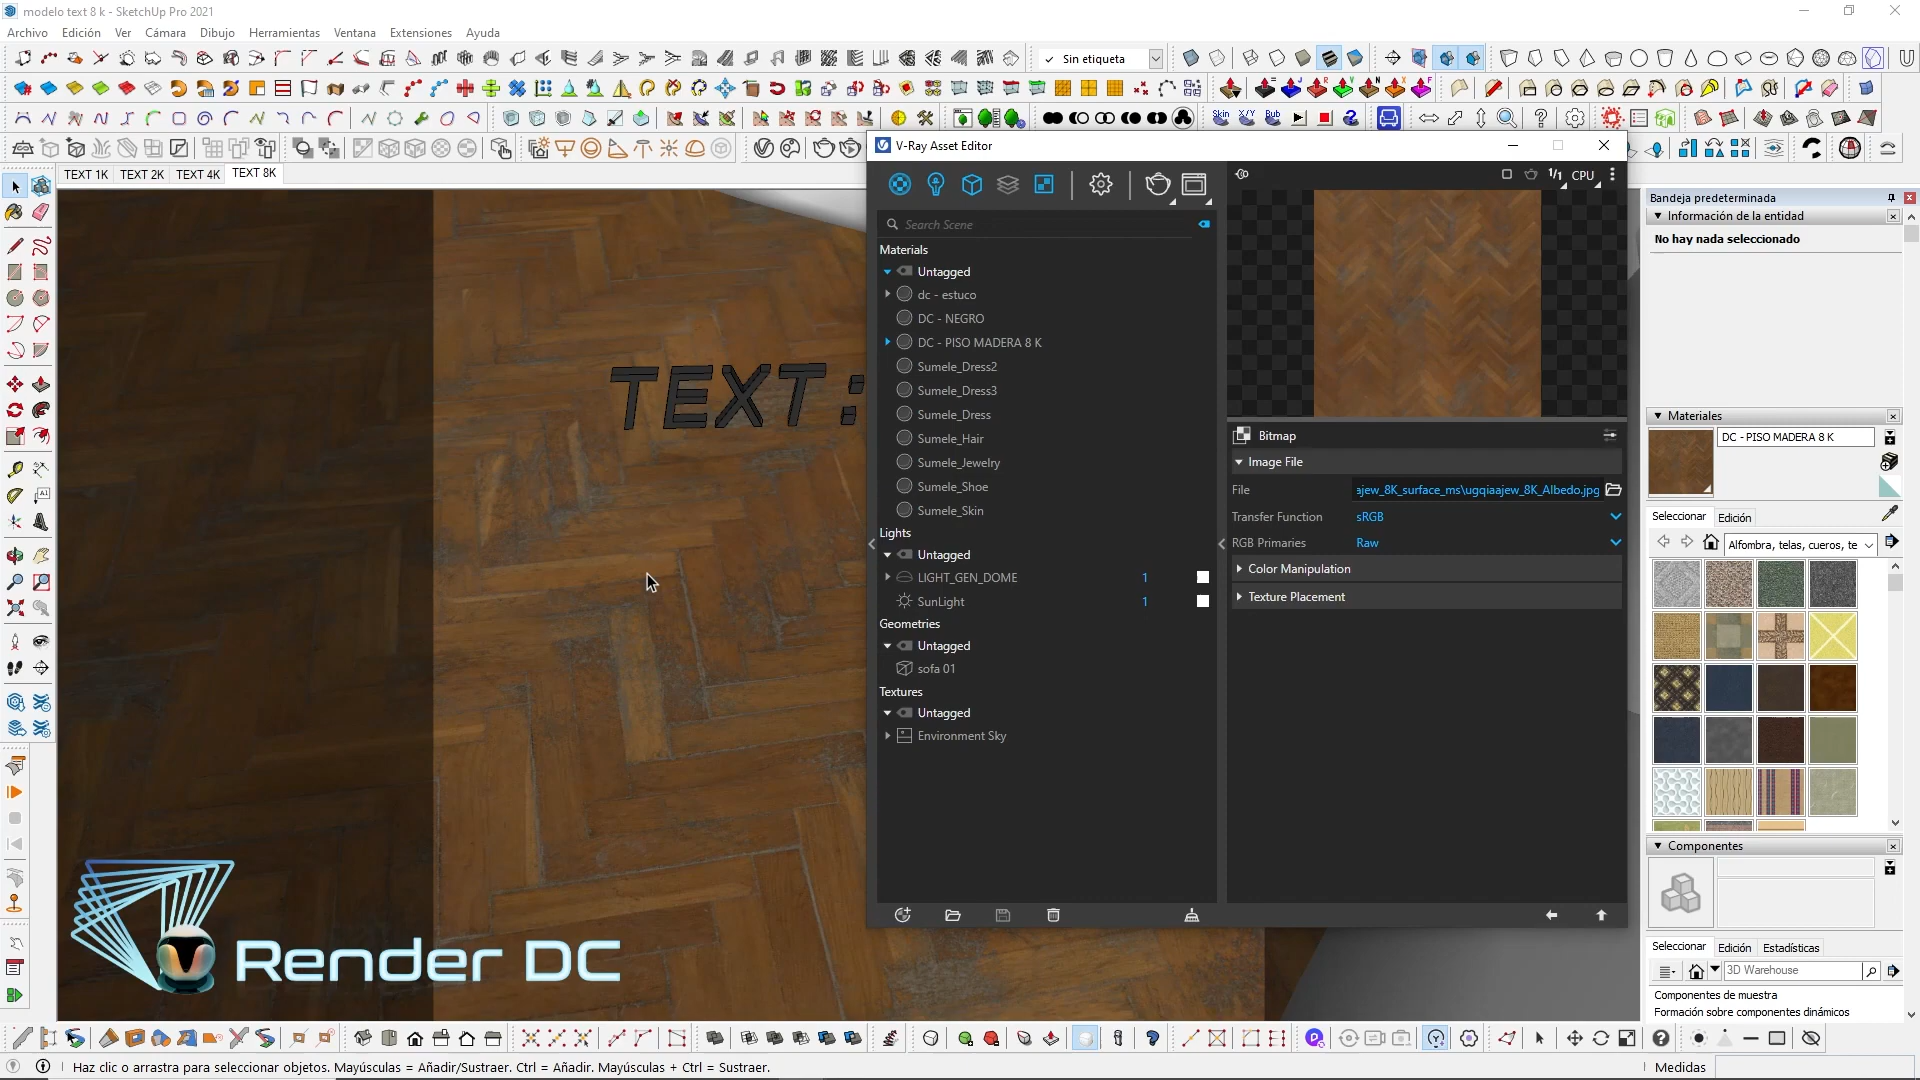 modelo text 8 k - SketchUp Pro 2021
Archivo Edición Ver Cámara Dibujo Herramientas Ventana Extensiones Ayuda
Sin etiqueta
Skin X/Y Bub
TEXT 1K TEXT 2K TEXT 4K TEXT 8K
V-Ray Asset Editor
1/1 CPU
Search Scene
Materials
Untagged
dc - estuco
DC - NEGRO
DC - PISO MADERA 8 K
Sumele_Dress2
Sumele_Dress3
Sumele_Dress
Sumele_Hair
Sumele_Jewelry
Sumele_Shoe
Sumele_Skin
Lights
Untagged
LIGHT_GEN_DOME 1
SunLight 1
Geometries
Untagged
sofa 01
Textures
Untagged
Environment Sky
Bitmap
Image File
File ajew_8K_surface_ms\ugqiaajew_8K_Albedo.jpg
Transfer Function sRGB
RGB Primaries Raw
Color Manipulation
Texture Placement
Bandeja predeterminada
Información de la entidad
No hay nada seleccionado
Materiales
DC - PISO MADERA 8 K
Seleccionar Edición
Alfombra, telas, cueros, te
Componentes
Seleccionar Edición Estadísticas
3D Warehouse
Componentes de muestra
Formación sobre componentes dinámicos
TEXT :
Render DC
Haz clic o arrastra para seleccionar objetos. Mayúsculas = Añadir/Sustraer. Ctrl = Añadir. Mayúsculas + Ctrl = Sustraer.
Medidas